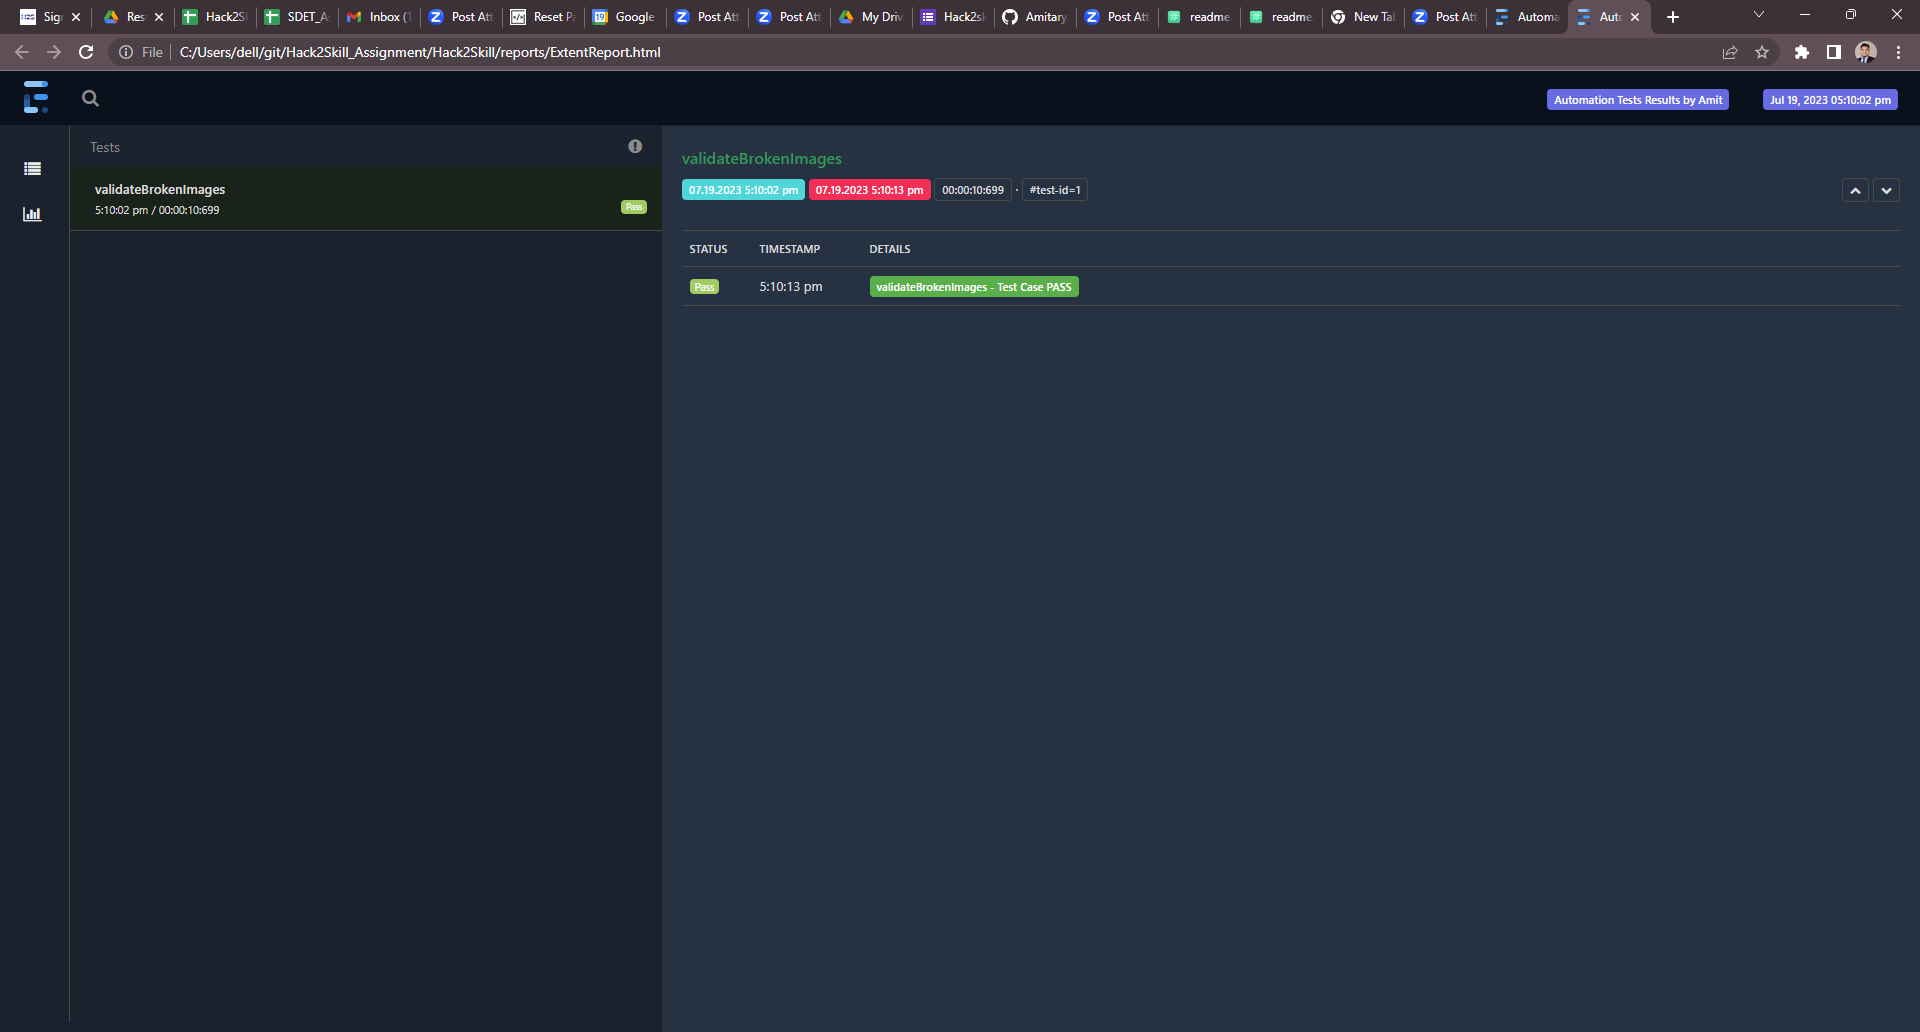 Sign
Res
Hack2S
SDET_A
Inbox (1
Post Att
Reset Pa
Google
Post Att
Post Att
My Driv
Hack2sk
Amitary
Post Att
readme.
readme.
New Tab
Post Att
Automa
Auto
File
C:/Users/dell/git/Hack2Skill_Assignment/Hack2Skill/reports/ExtentReport.html
Automation Tests Results by Amit
Jul 19, 2023 05:10:02 pm
Tests
validateBrokenImages
5:10:02 pm / 00:00:10:699
Pass
validateBrokenImages
07.19.2023 5:10:02 pm 07.19.2023 5:10:13 pm 00:00:10:699 · #test-id=1
STATUS TIMESTAMP DETAILS
Pass 5:10:13 pm validateBrokenImages - Test Case PASS